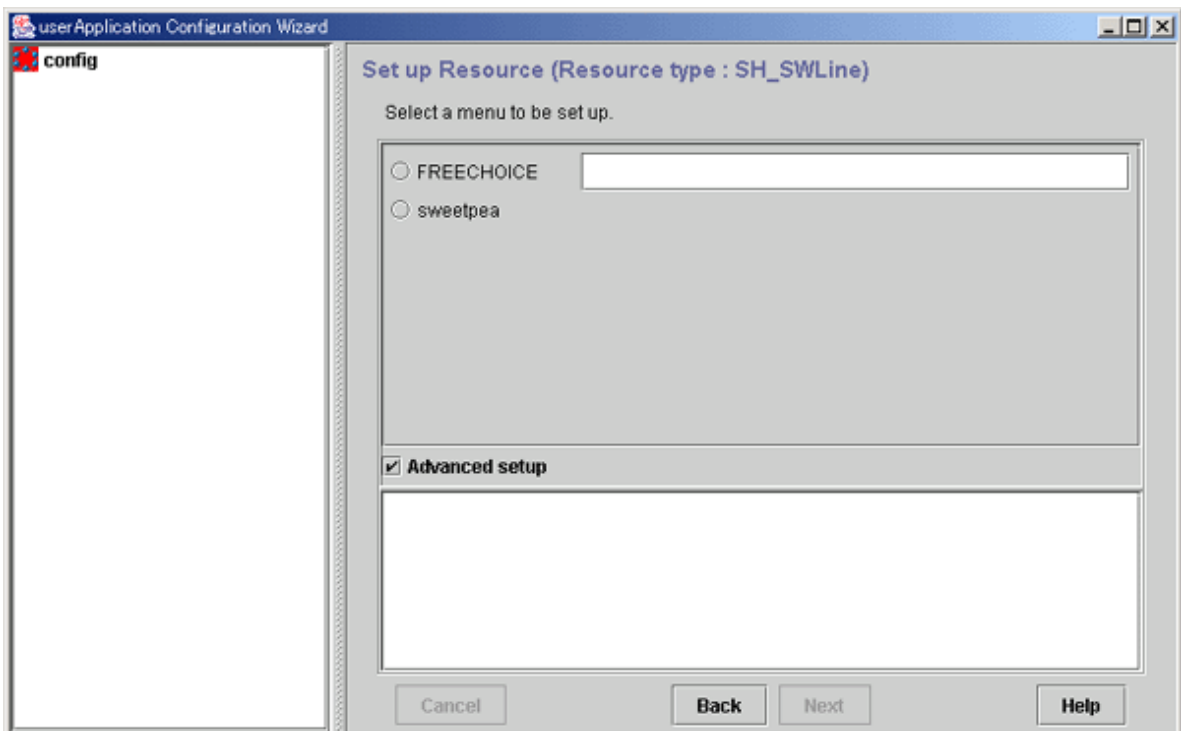 userApplication Configuration Wizard
config
Set up Resource (Resource type : SH_SWLine)
Select a menu to be set up.
FREECHOICE
sweetpea
Advanced setup
Cancel Back Next Help